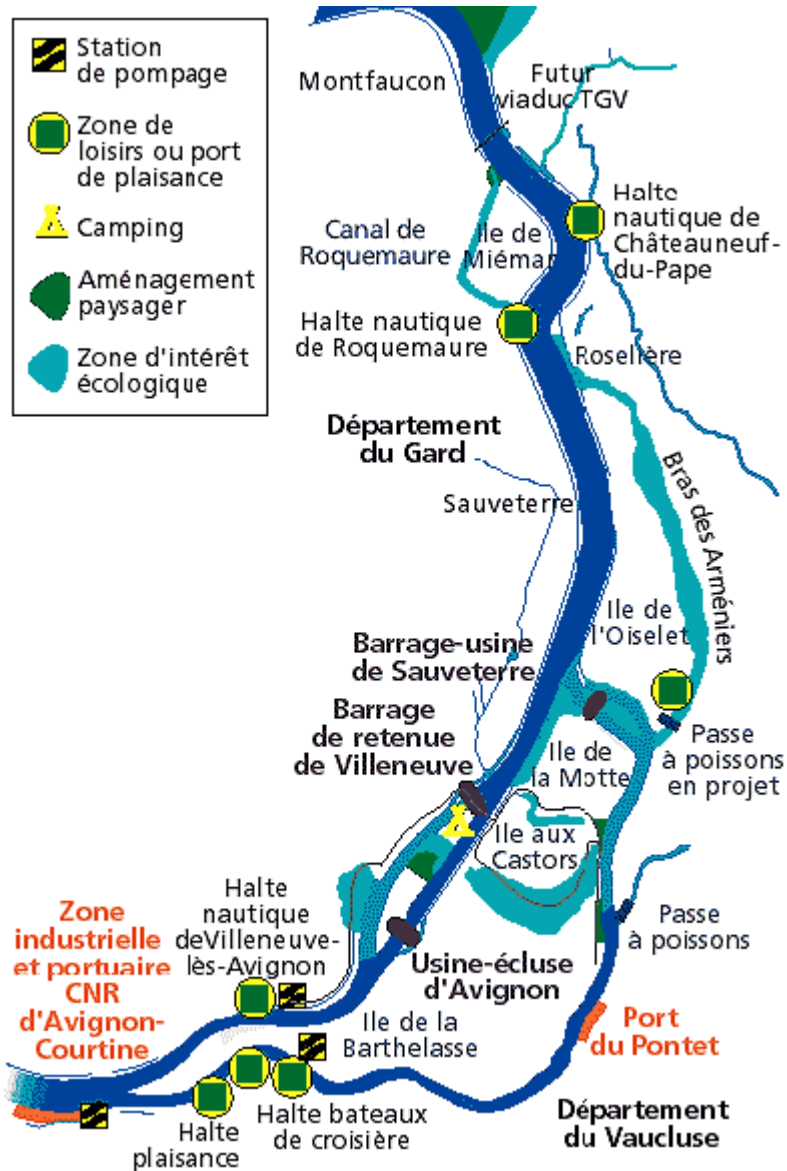 Station
de pompage
Zone de
loisirs ou port
de plaisance
Camping
Aménagement
paysager
Zone d'intérêt
écologique
Montfaucon
Futur
viaduc TGV
Halte
nautique de
Châteauneuf-
du-Pape
Canal de
Roquemaure
Ile de
Miémar
Halte nautique
de Roquemaure
Roselière
Département
du Gard
Sauveterre
Bras des Arméniers
Ile de
l'Oiselet
Barrage-usine
de Sauveterre
Barrage
de retenue
de Villeneuve
Ile de
la Motte
Passe
à poissons
en projet
Ile aux
Castors
Halte
nautique
de Villeneuve-
lès-Avignon
Zone
industrielle
et portuaire
CNR
d'Avignon-
Courtine
Usine-écluse
d'Avignon
Passe
à poissons
Ile de la
Barthelasse
Port
du Pontet
Halte
plaisance
Halte bateaux
de croisière
Département
du Vaucluse